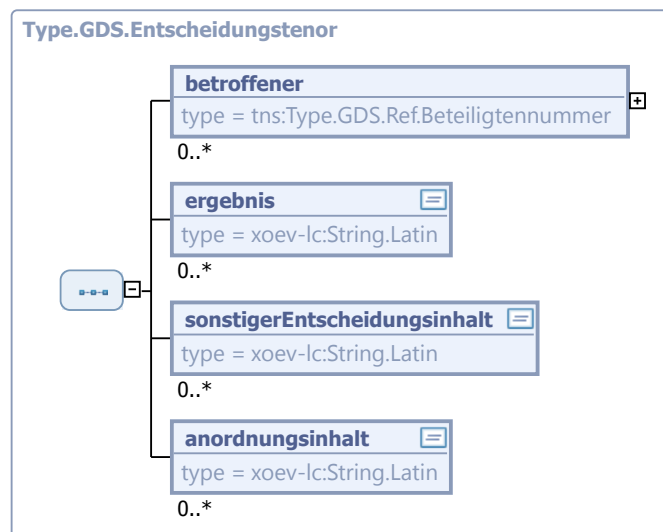 Type.GDS.Entscheidungstenor
betroffener
type = tns:Type.GDS.Ref.Beteiligtennummer
0..*
ergebnis
type = xoev-lc:String.Latin
0..*
sonstigerEntscheidungsinhalt
type = xoev-lc:String.Latin
0..*
anordnungsinhalt
type = xoev-lc:String.Latin
0..*